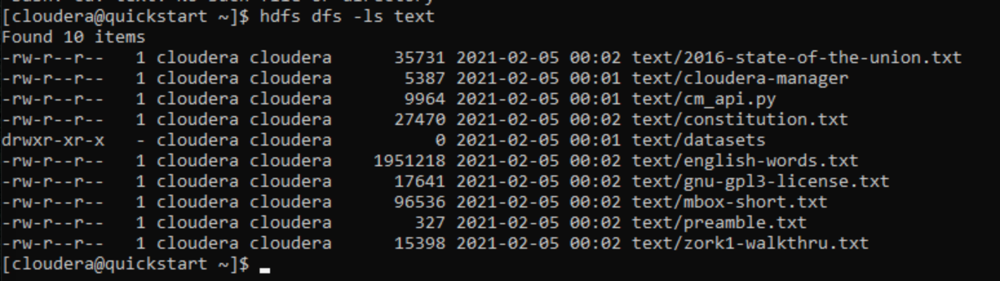 [cloudera@quickstart ~]$ hdfs dfs -ls text
Found 10 items
-rw-r--r--   1 cloudera cloudera      35731 2021-02-05 00:02 text/2016-state-of-the-union.txt
-rw-r--r--   1 cloudera cloudera       5387 2021-02-05 00:01 text/cloudera-manager
-rw-r--r--   1 cloudera cloudera       9964 2021-02-05 00:01 text/cm_api.py
-rw-r--r--   1 cloudera cloudera      27470 2021-02-05 00:02 text/constitution.txt
drwxr-xr-x   - cloudera cloudera          0 2021-02-05 00:01 text/datasets
-rw-r--r--   1 cloudera cloudera    1951218 2021-02-05 00:02 text/english-words.txt
-rw-r--r--   1 cloudera cloudera      17641 2021-02-05 00:02 text/gnu-gpl3-license.txt
-rw-r--r--   1 cloudera cloudera      96536 2021-02-05 00:02 text/mbox-short.txt
-rw-r--r--   1 cloudera cloudera        327 2021-02-05 00:02 text/preamble.txt
-rw-r--r--   1 cloudera cloudera      15398 2021-02-05 00:02 text/zork1-walkthru.txt
[cloudera@quickstart ~]$